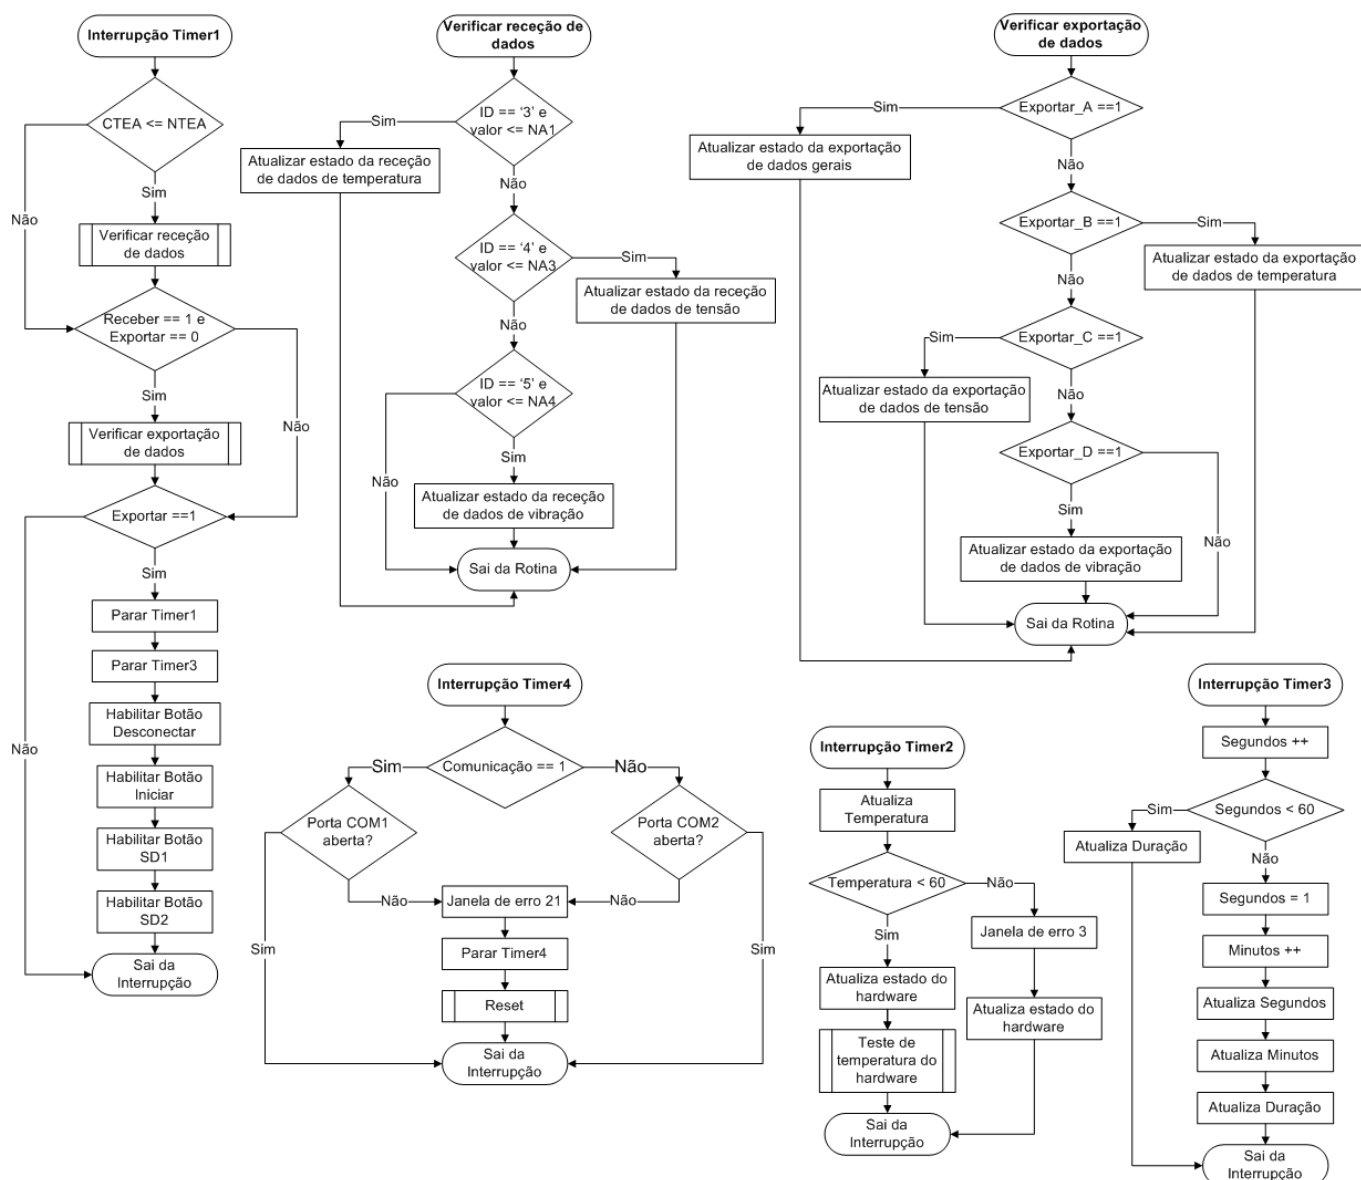 Interrupção Timer1
CTEA <= NTEA
Sim
Não
Verificar receção
de dados
Receber == 1 e
Exportar == 0
Sim
Não
Verificar exportação
de dados
Exportar ==1
Sim
Não
Parar Timer1
Parar Timer3
Habilitar Botão
Desconectar
Habilitar Botão
Iniciar
Habilitar Botão
SD1
Habilitar Botão
SD2
Sai da
Interrupção
Verificar receção de
dados
ID == ‘3’ e
valor <= NA1
Sim
Atualizar estado da receção
de dados de temperatura
Não
ID == ‘4’ e
valor <= NA3
Sim
Atualizar estado da receção
de dados de tensão
Não
ID == ‘5’ e
valor <= NA4
Sim
Não
Atualizar estado da receção
de dados de vibração
Sai da Rotina
Verificar exportação
de dados
Exportar_A ==1
Sim
Atualizar estado da exportação
de dados gerais
Não
Exportar_B ==1
Sim
Atualizar estado da exportação
de dados de temperatura
Não
Exportar_C ==1
Sim
Atualizar estado da exportação
de dados de tensão
Não
Exportar_D ==1
Sim
Não
Atualizar estado da exportação
de dados de vibração
Sai da Rotina
Interrupção Timer4
Comunicação == 1
Sim
Não
Porta COM1
aberta?
Porta COM2
aberta?
Não
Não
Janela de erro 21
Sim
Sim
Parar Timer4
Reset
Sai da
Interrupção
Interrupção Timer2
Atualiza
Temperatura
Temperatura < 60
Não
Sim
Janela de erro 3
Atualiza estado do
hardware
Atualiza estado do
hardware
Teste de
temperatura do
hardware
Sai da
Interrupção
Interrupção Timer3
Segundos ++
Segundos < 60
Sim
Atualiza Duração
Não
Segundos = 1
Minutos ++
Atualiza Segundos
Atualiza Minutos
Atualiza Duração
Sai da
Interrupção